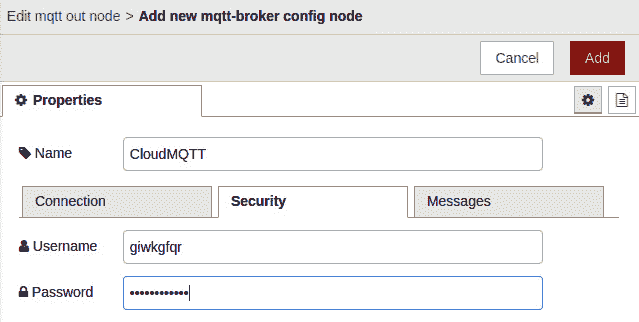 Edit mqtt out node > Add new mqtt-broker config node
Cancel
Add
Properties
Name
CloudMQTT
Connection
Security
Messages
Username
giwkgfqr
Password
••••••••••••